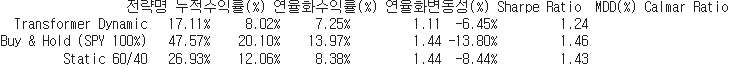 전략명 누적수익률(%) 연율화수익률(%) 연율화변동성(%) Sharpe Ratio MDD(%) Calmar Ratio
Transformer Dynamic 17.11% 8.02% 7.25% 1.11 -6.45% 1.24
Buy & Hold (SPY 100%) 47.57% 20.10% 13.97% 1.44 -13.80% 1.46
Static 60/40 26.93% 12.06% 8.38% 1.44 -8.44% 1.43